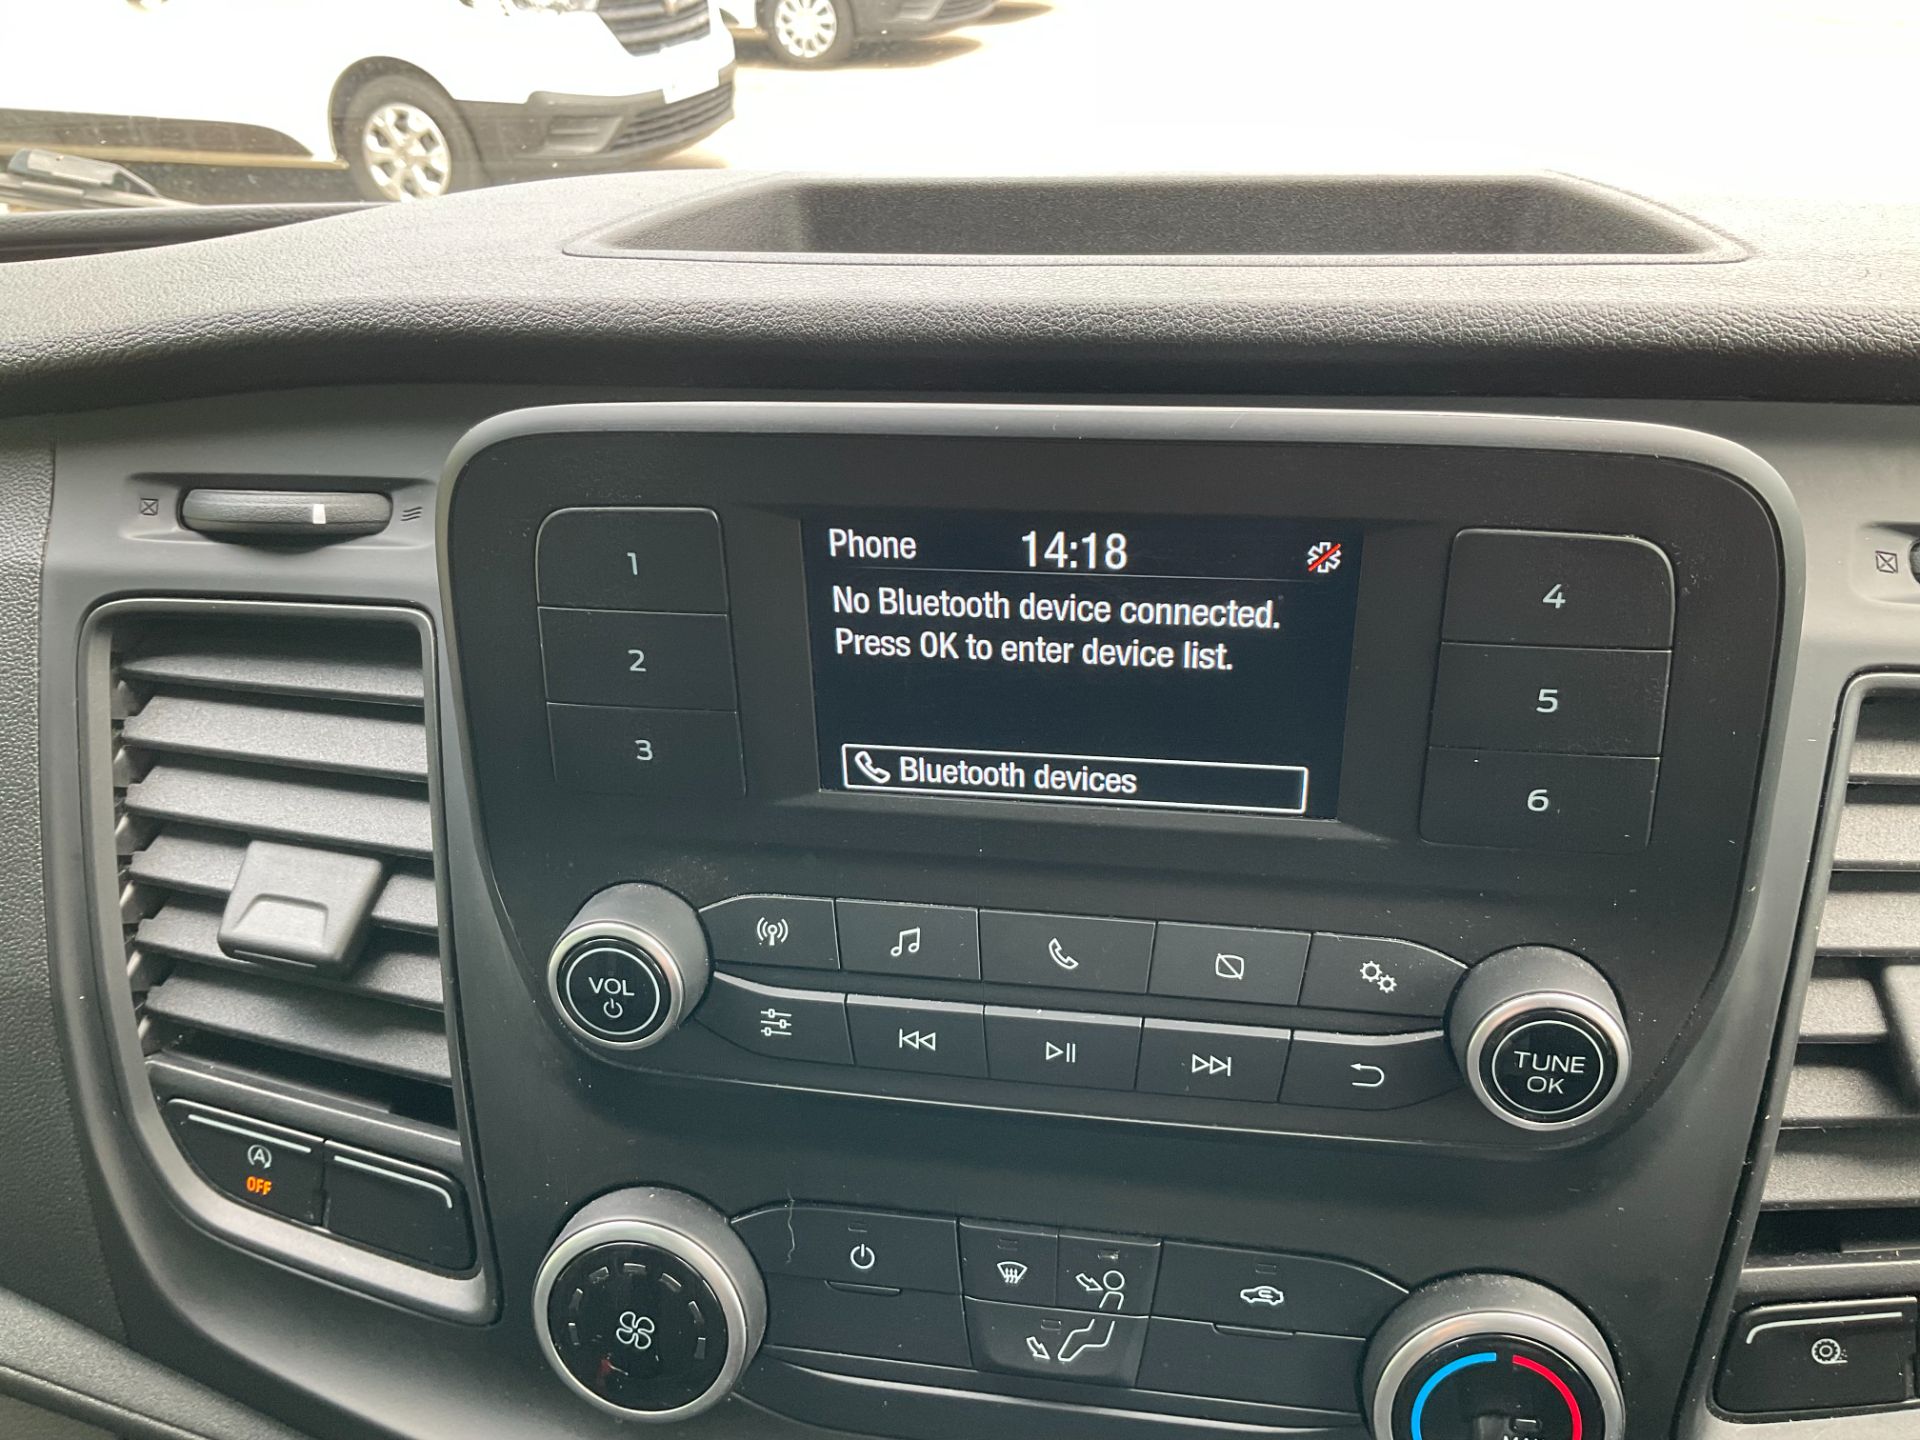 Phone 14:18
No Bluetooth device connected.
Press OK to enter device list.
Bluetooth devices
1
2
3
4
5
6
VOL
TUNE
OK
A
OFF